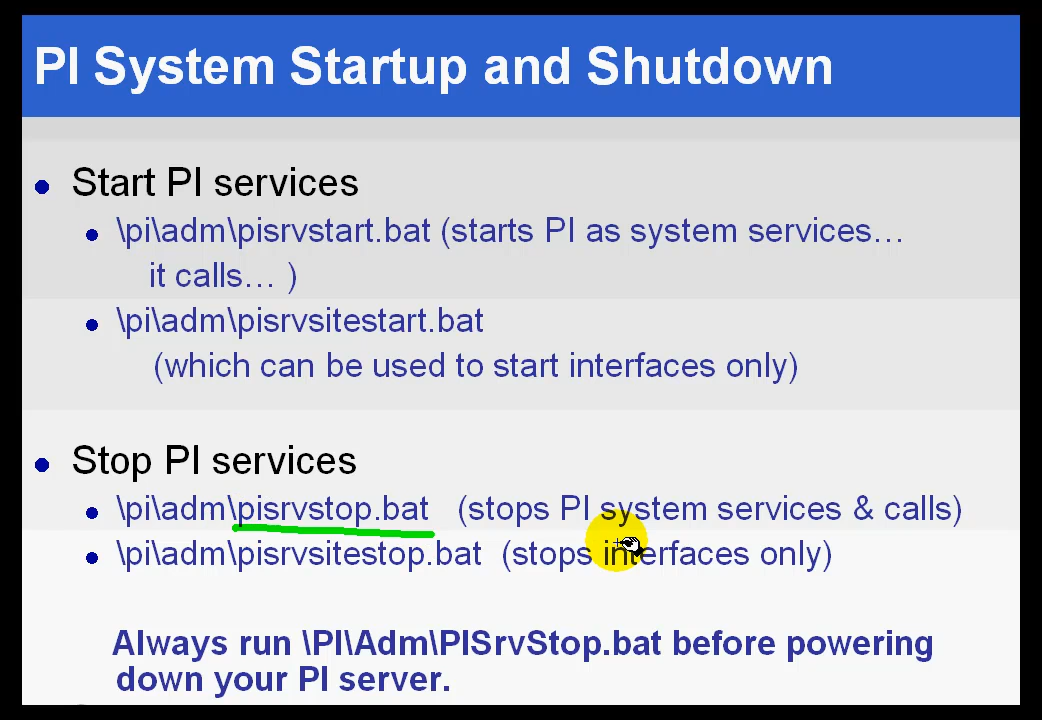 PI System Startup and Shutdown
Start PI services
\pi\adm\pisrvstart.bat (starts PI as system services…
it calls… )
\pi\adm\pisrvsitestart.bat
(which can be used to start interfaces only)
Stop PI services
\pi\adm\pisrvstop.bat (stops PI system services & calls)
\pi\adm\pisrvsitestop.bat (stops interfaces only)
Always run \PI\Adm\PISrvStop.bat before powering
down your PI server.